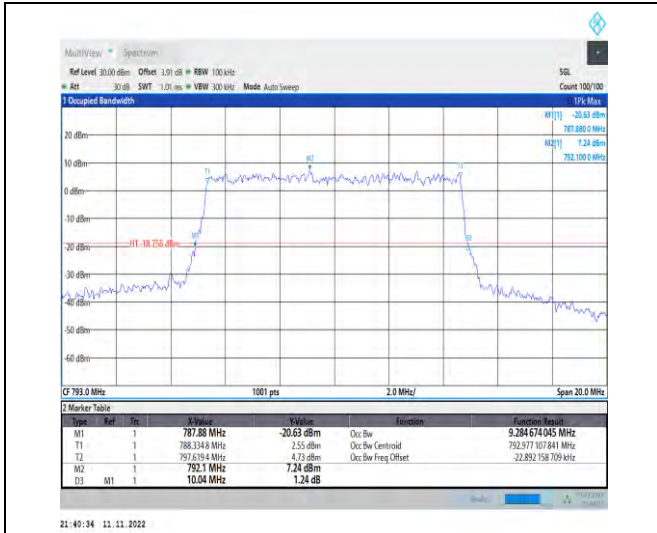 MultiView Spectrum
Ref Level 30.00 dBm Offset 3.91 dB RBW 100 kHz SGL
Att 30 dB SWT 1.01 ms VBW 300 kHz Mode Auto Sweep Count 100/100
1 Occupied Bandwidth 1Pk Max
M1[1] -20.63 dBm
787.880 0 MHz
M2[1] 7.24 dBm
792.100 0 MHz
20 dBm
10 dBm
0 dBm
-10 dBm
-20 dBm
-30 dBm
-40 dBm
-50 dBm
-60 dBm
T1
M2
M1
H1 -18.758 dBm
D3
CF 793.0 MHz 1001 pts 2.0 MHz/ Span 20.0 MHz
2 Marker Table
Type Ref Trc X-Value Y-Value Function Function Result
M1 1 787.88 MHz -20.63 dBm Occ Bw 9.284 674 045 MHz
T1 1 788.334 8 MHz 2.55 dBm Occ Bw Centroid 792.977 107 841 MHz
T2 1 797.619 4 MHz 4.73 dBm Occ Bw Freq Offset -22.892 158 709 kHz
M2 1 792.1 MHz 7.24 dBm
D3 M1 1 10.04 MHz 1.24 dB
21:40:34 11.11.2022